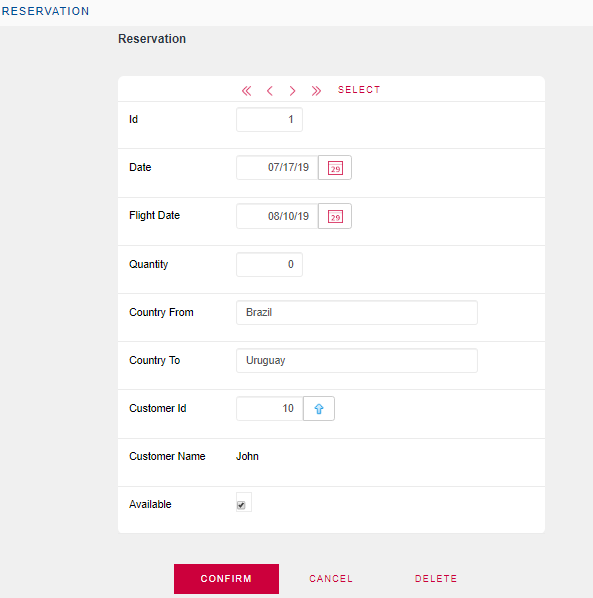 RESERVATION
Reservation
SELECT
Id 1
Date 07/17/19 29
Flight Date 08/10/19 29
Quantity 0
Country From Brazil
Country To Uruguay
Customer Id 10
Customer Name John
Available
CONFIRM CANCEL DELETE